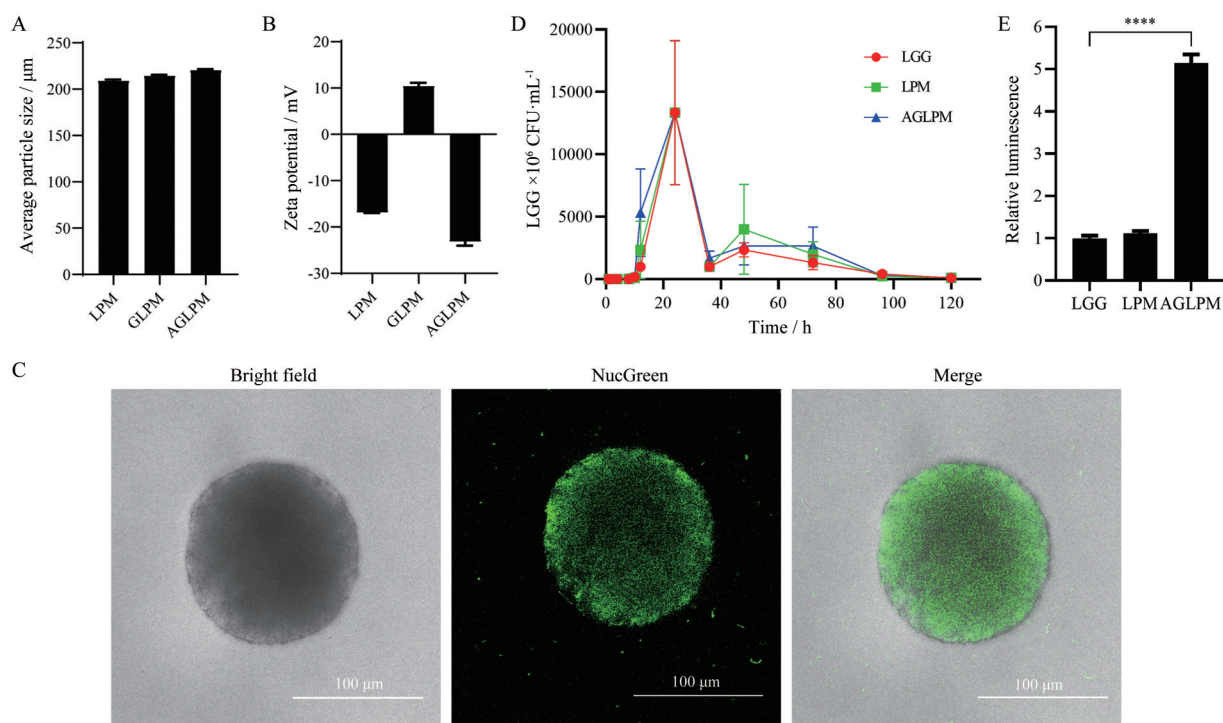 A
Average particle size / μm
250
200
150
100
50
0
LPM
GLPM
AGLPM
B
Zeta potential / mV
20
10
0
-10
-20
-30
LPM
GLPM
AGLPM
D
LGG ×10⁶ CFU·mL⁻¹
20000
15000
10000
5000
0
0
20
40
60
80
100
120
Time / h
LGG
LPM
AGLPM
E
Relative luminescence
6
5
4
3
2
1
0
****
LGG
LPM
AGLPM
C
Bright field
NucGreen
Merge
100 μm
100 μm
100 μm